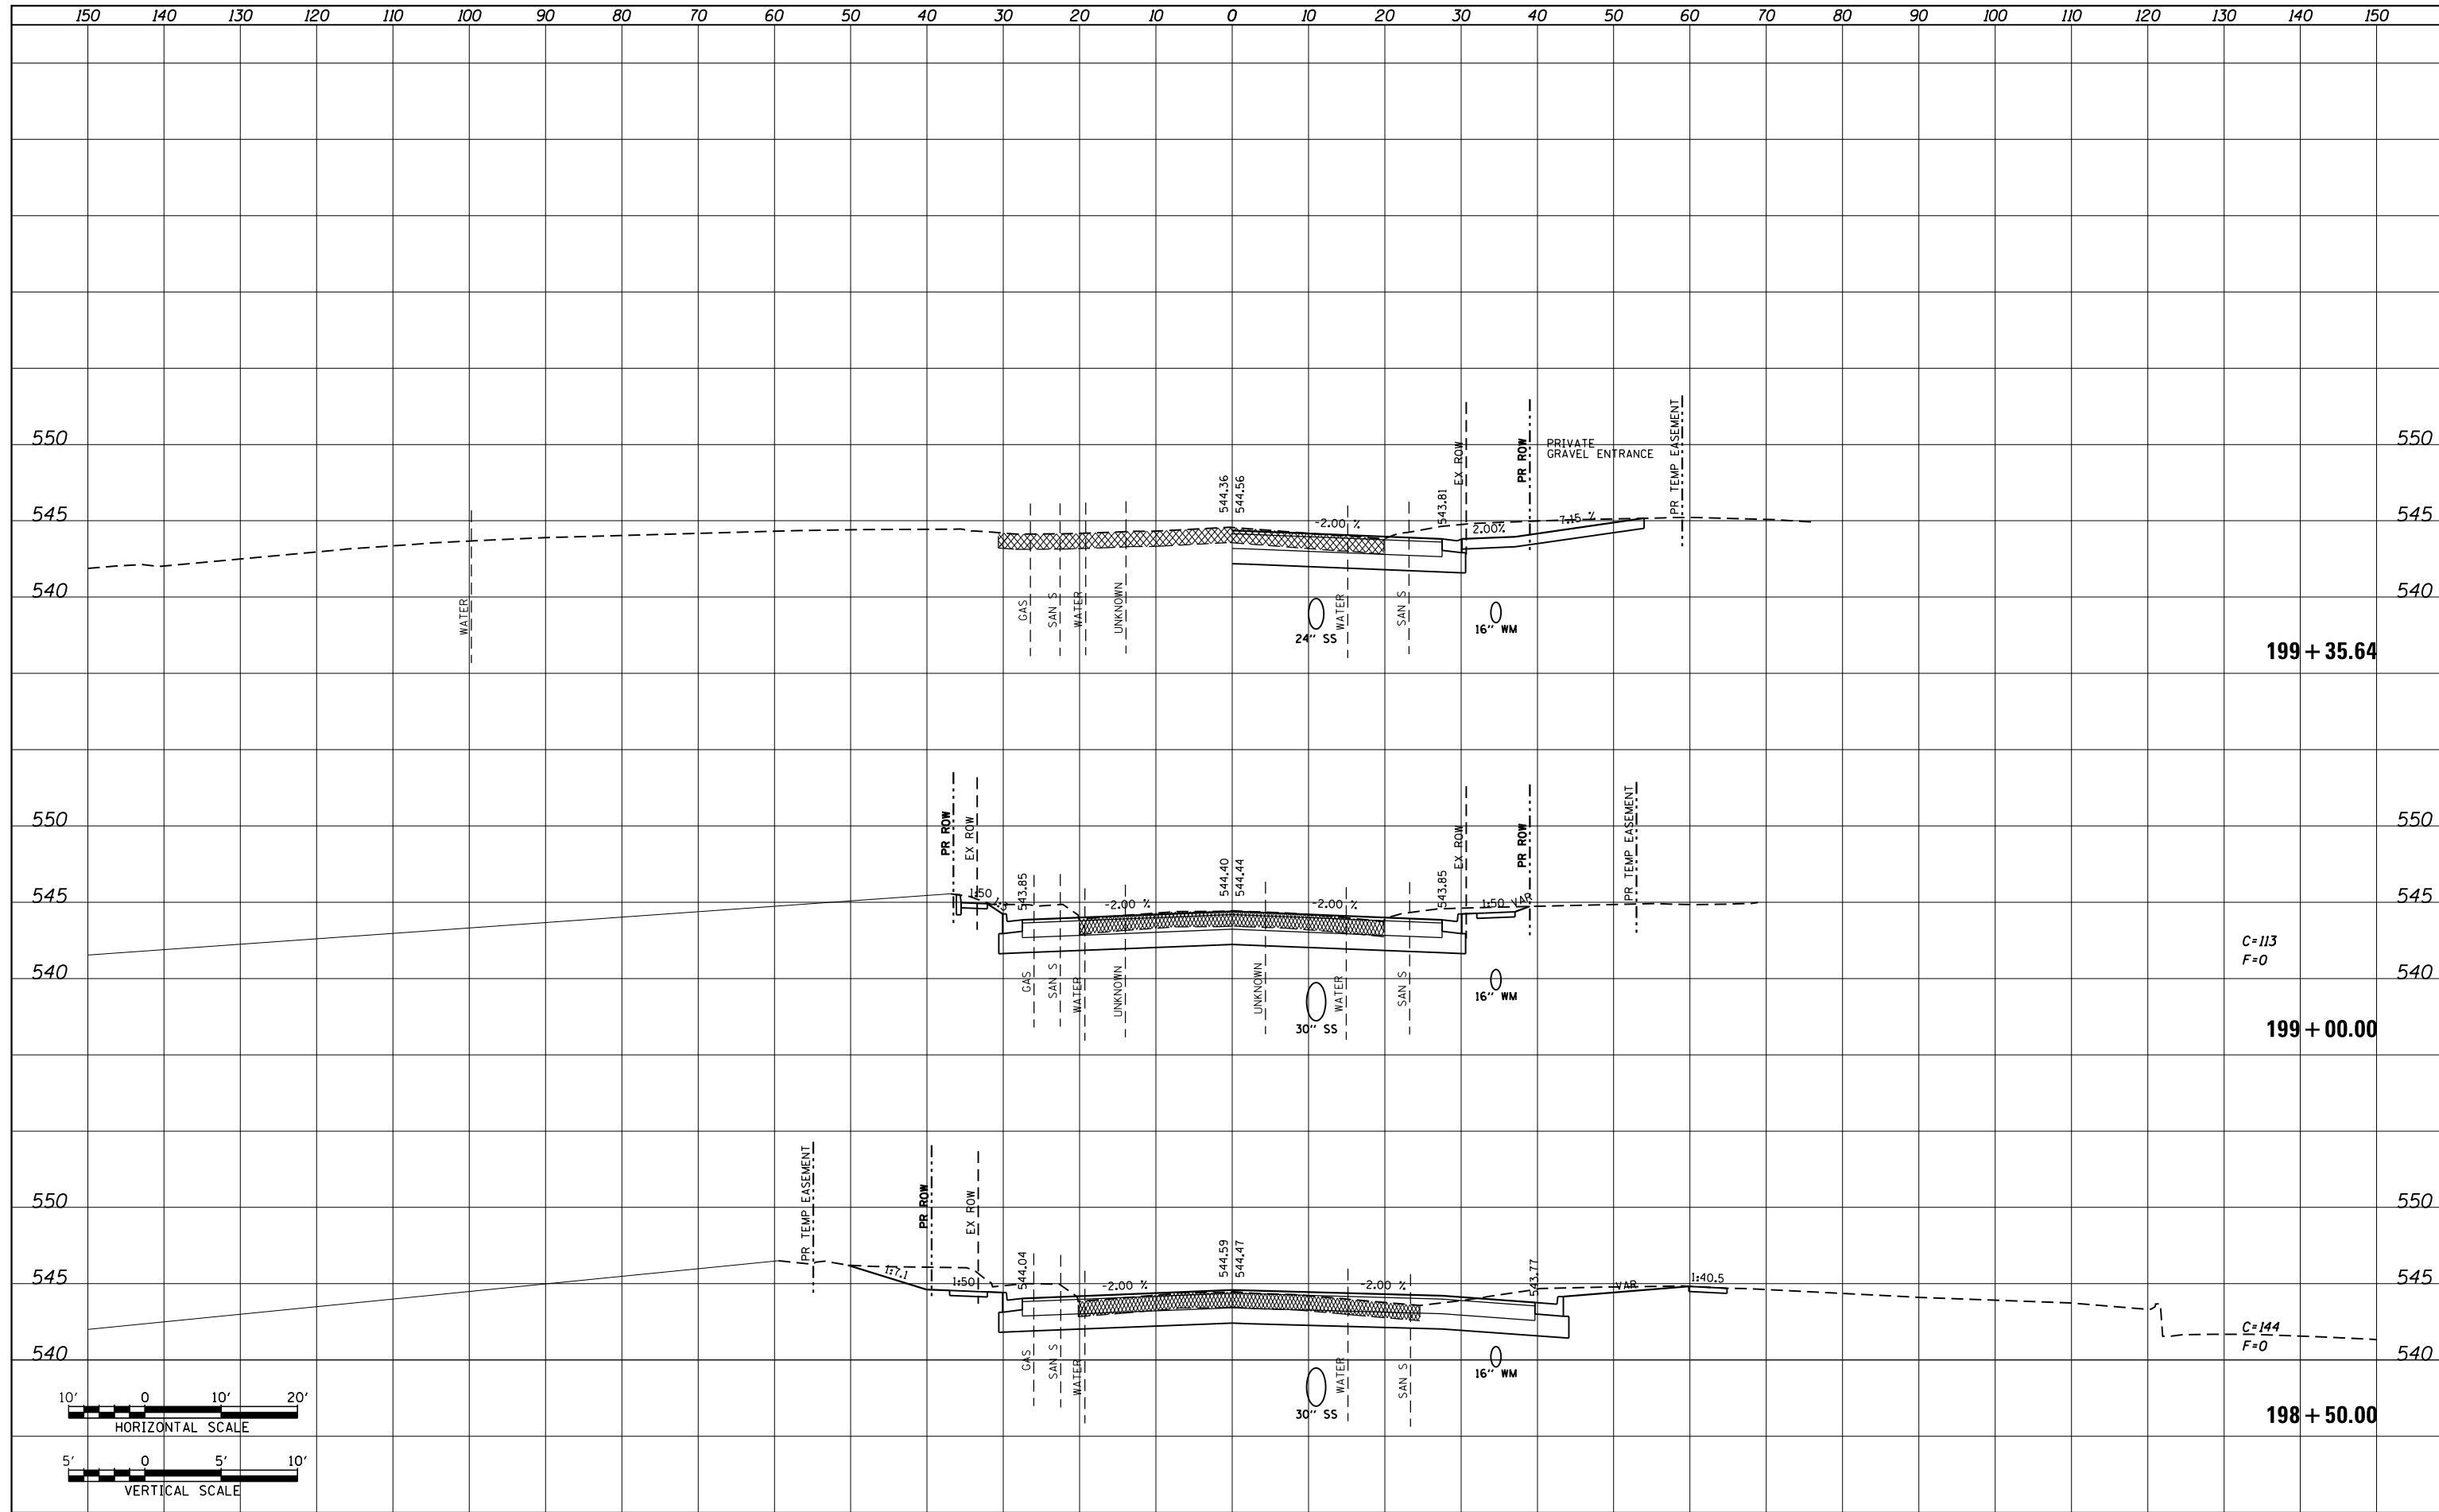 150 140 130 120 110 100 90 80 70 60 50 40 30 20 10 0 10 20 30 40 50 60 70 80 90 100 110 120 130 140 150
550
545
540
WATER
GAS
SAN S
WATER
UNKNOWN
544.36
544.56
-2.00 %
24'' SS
WATER
SAN S
543.81
EX ROW
2.00%
16'' WM
PR ROW
PRIVATE
GRAVEL ENTRANCE
7.15 %
PR TEMP EASEMENT
550
545
540
199+35.64
550
545
540
PR ROW
EX ROW
1:50
1:3
543.85
GAS
SAN S
WATER
-2.00 %
UNKNOWN
544.40
544.44
UNKNOWN
-2.00 %
30'' SS
WATER
SAN S
543.85
EX ROW
1:50
VAR
16'' WM
PR ROW
PR TEMP EASEMENT
550
545
540
C=113
F=0
199+00.00
550
545
540
PR TEMP EASEMENT
1:7.1
PR ROW
EX ROW
1:50
544.04
GAS
SAN S
WATER
-2.00 %
544.59
544.47
-2.00 %
30'' SS
WATER
SAN S
16'' WM
543.77
VAR
1:40.5
550
545
540
C=144
F=0
198+50.00
10' 0 10' 20'
HORIZONTAL SCALE
5' 0 5' 10'
VERTICAL SCALE